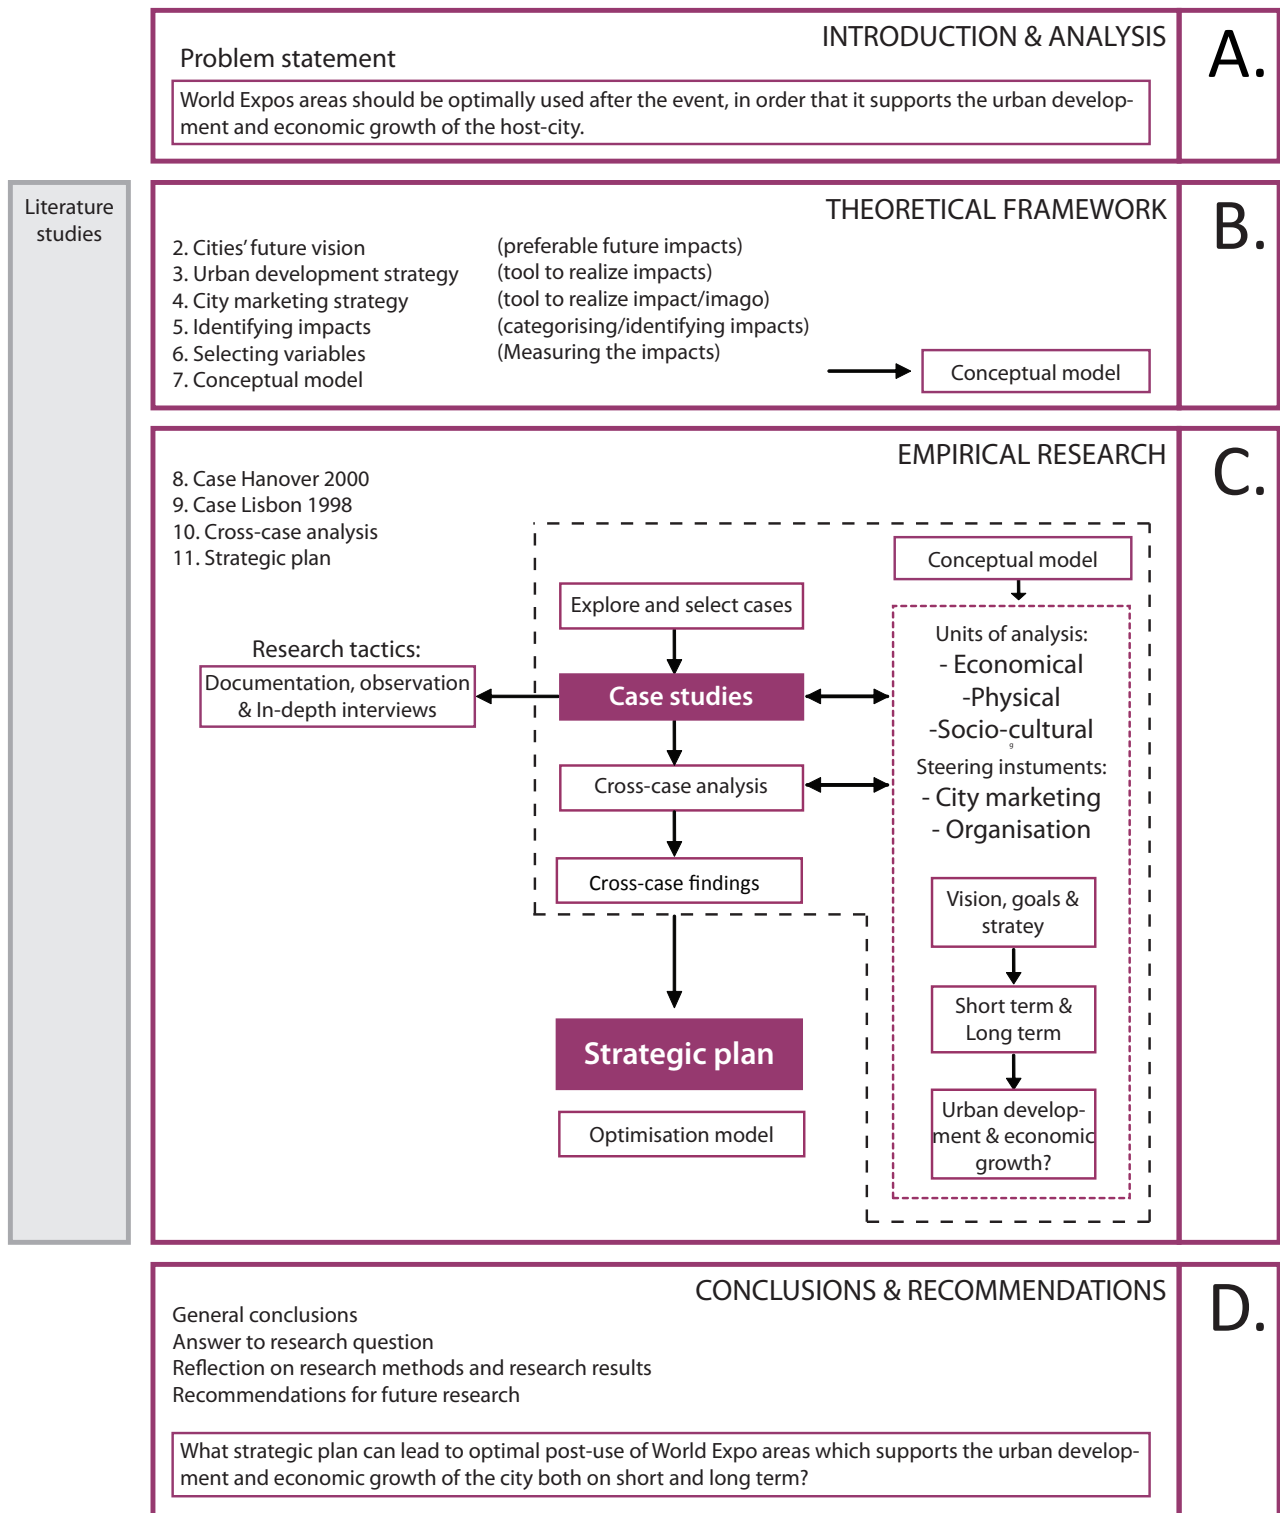 INTRODUCTION & ANALYSIS
A.
Problem statement
World Expos areas should be optimally used after the event, in order that it supports the urban develop-
ment and economic growth of the host-city.
Literature
studies
THEORETICAL FRAMEWORK
B.
2. Cities' future vision (preferable future impacts)
3. Urban development strategy (tool to realize impacts)
4. City marketing strategy (tool to realize impact/imago)
5. Identifying impacts (categorising/identifying impacts)
6. Selecting variables (Measuring the impacts)
7. Conceptual model
Conceptual model
EMPIRICAL RESEARCH
C.
8. Case Hanover 2000
9. Case Lisbon 1998
10. Cross-case analysis
11. Strategic plan
Explore and select cases
Research tactics:
Documentation, observation
& In-depth interviews
Case studies
Cross-case analysis
Cross-case findings
Strategic plan
Optimisation model
Conceptual model
Units of analysis:
- Economical
-Physical
-Socio-cultural
9
Steering instuments:
- City marketing
- Organisation
Vision, goals &
stratey
Short term &
Long term
Urban develop-
ment & economic
growth?
CONCLUSIONS & RECOMMENDATIONS
D.
General conclusions
Answer to research question
Reflection on research methods and research results
Recommendations for future research
What strategic plan can lead to optimal post-use of World Expo areas which supports the urban develop-
ment and economic growth of the city both on short and long term?